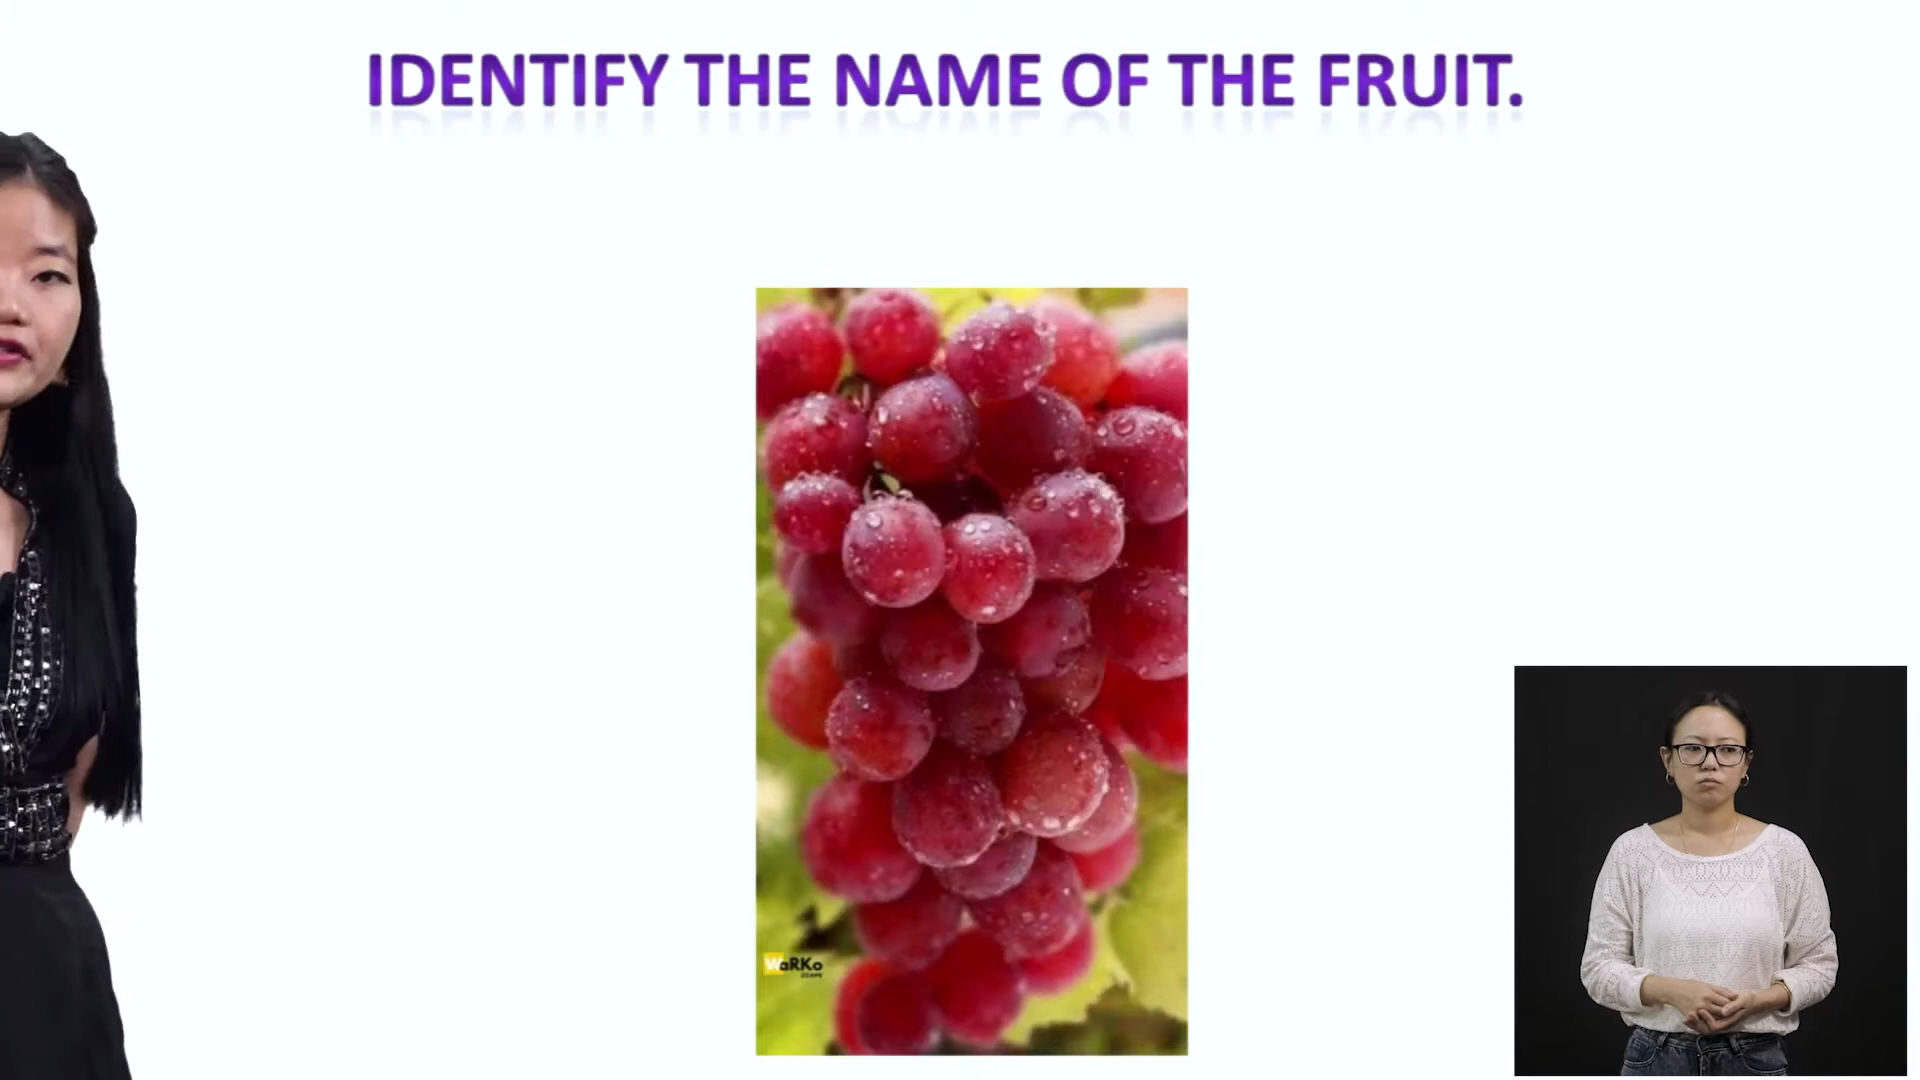 IDENTIFY THE NAME OF THE FRUIT.
WaRKo